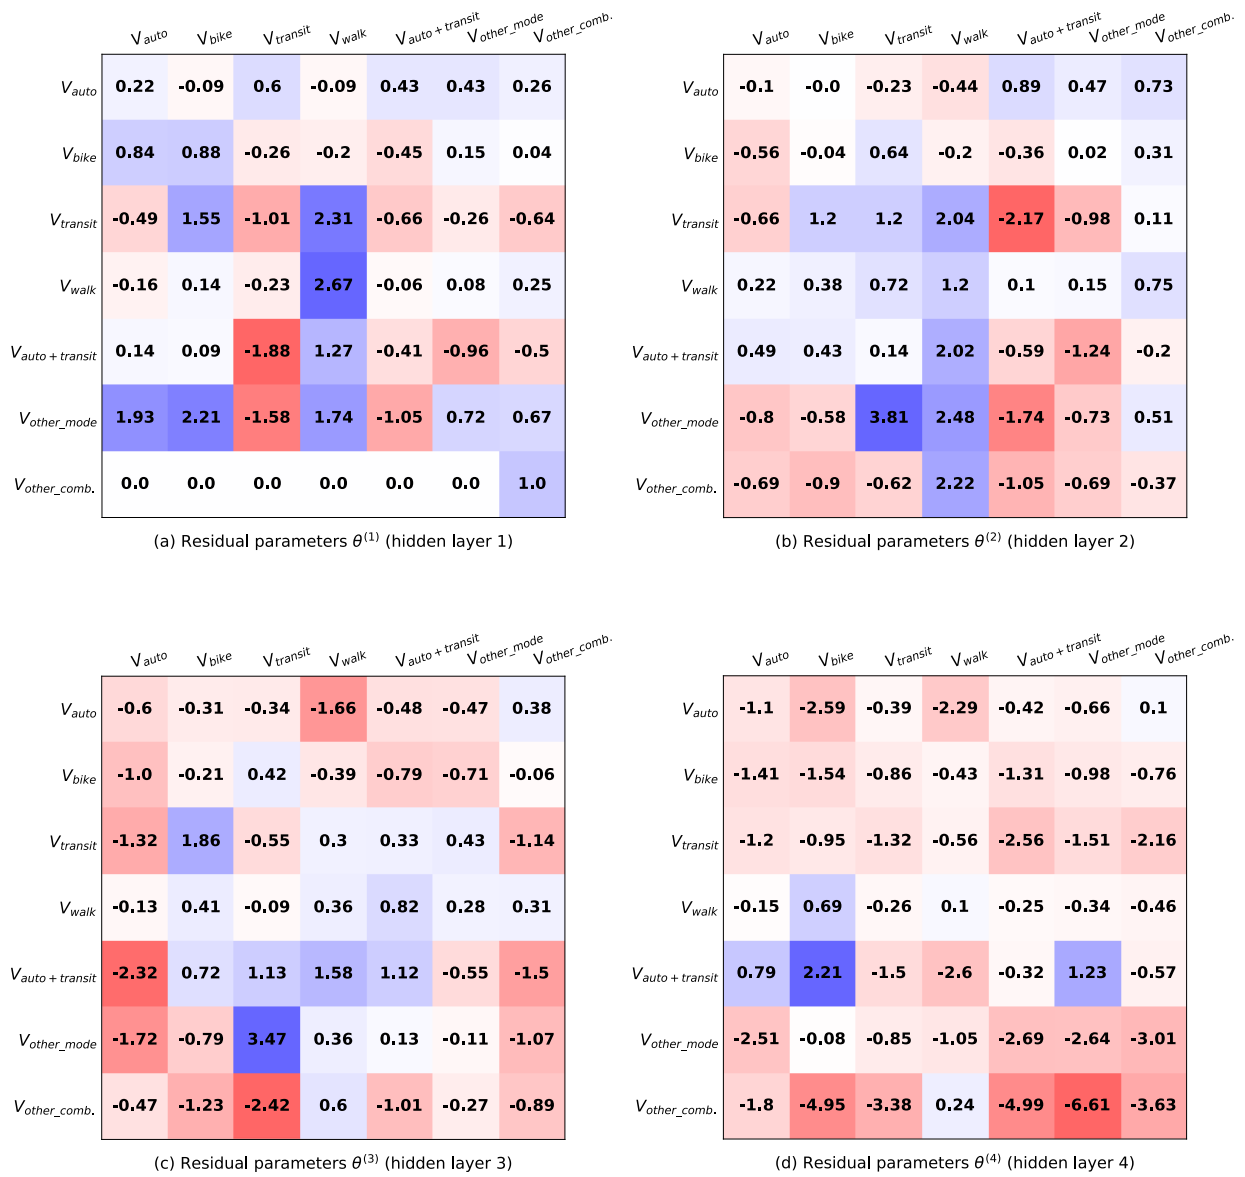 V_auto V_bike V_transit V_walk V_auto+transit V_other_mode V_other_comb.
V_auto 0.22 -0.09 0.6 -0.09 0.43 0.43 0.26
V_bike 0.84 0.88 -0.26 -0.2 -0.45 0.15 0.04
V_transit -0.49 1.55 -1.01 2.31 -0.66 -0.26 -0.64
V_walk -0.16 0.14 -0.23 2.67 -0.06 0.08 0.25
V_auto+transit 0.14 0.09 -1.88 1.27 -0.41 -0.96 -0.5
V_other_mode 1.93 2.21 -1.58 1.74 -1.05 0.72 0.67
V_other_comb. 0.0 0.0 0.0 0.0 0.0 0.0 1.0
(a) Residual parameters θ^(1) (hidden layer 1)
V_auto V_bike V_transit V_walk V_auto+transit V_other_mode V_other_comb.
V_auto -0.1 -0.0 -0.23 -0.44 0.89 0.47 0.73
V_bike -0.56 -0.04 0.64 -0.2 -0.36 0.02 0.31
V_transit -0.66 1.2 1.2 2.04 -2.17 -0.98 0.11
V_walk 0.22 0.38 0.72 1.2 0.1 0.15 0.75
V_auto+transit 0.49 0.43 0.14 2.02 -0.59 -1.24 -0.2
V_other_mode -0.8 -0.58 3.81 2.48 -1.74 -0.73 0.51
V_other_comb. -0.69 -0.9 -0.62 2.22 -1.05 -0.69 -0.37
(b) Residual parameters θ^(2) (hidden layer 2)
V_auto V_bike V_transit V_walk V_auto+transit V_other_mode V_other_comb.
V_auto -0.6 -0.31 -0.34 -1.66 -0.48 -0.47 0.38
V_bike -1.0 -0.21 0.42 -0.39 -0.79 -0.71 -0.06
V_transit -1.32 1.86 -0.55 0.3 0.33 0.43 -1.14
V_walk -0.13 0.41 -0.09 0.36 0.82 0.28 0.31
V_auto+transit -2.32 0.72 1.13 1.58 1.12 -0.55 -1.5
V_other_mode -1.72 -0.79 3.47 0.36 0.13 -0.11 -1.07
V_other_comb. -0.47 -1.23 -2.42 0.6 -1.01 -0.27 -0.89
(c) Residual parameters θ^(3) (hidden layer 3)
V_auto V_bike V_transit V_walk V_auto+transit V_other_mode V_other_comb.
V_auto -1.1 -2.59 -0.39 -2.29 -0.42 -0.66 0.1
V_bike -1.41 -1.54 -0.86 -0.43 -1.31 -0.98 -0.76
V_transit -1.2 -0.95 -1.32 -0.56 -2.56 -1.51 -2.16
V_walk -0.15 0.69 -0.26 0.1 -0.25 -0.34 -0.46
V_auto+transit 0.79 2.21 -1.5 -2.6 -0.32 1.23 -0.57
V_other_mode -2.51 -0.08 -0.85 -1.05 -2.69 -2.64 -3.01
V_other_comb. -1.8 -4.95 -3.38 0.24 -4.99 -6.61 -3.63
(d) Residual parameters θ^(4) (hidden layer 4)